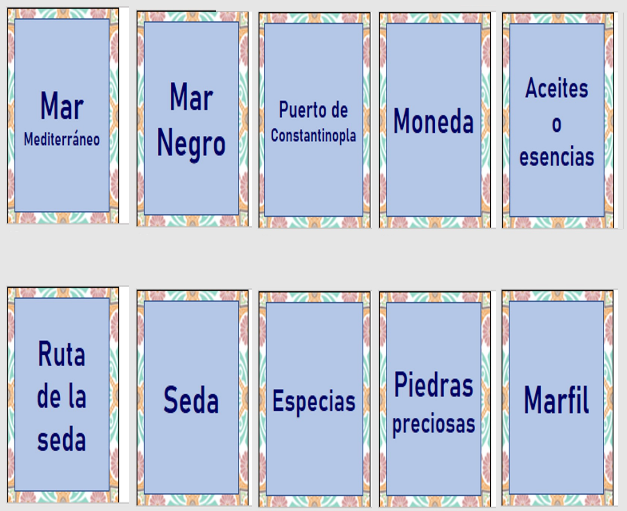 Mar
Mediterráneo
Mar
Negro
Puerto de
Constantinopla
Moneda
Aceites
o
esencias
Ruta
de la
seda
Seda
Especias
Piedras
preciosas
Marfil